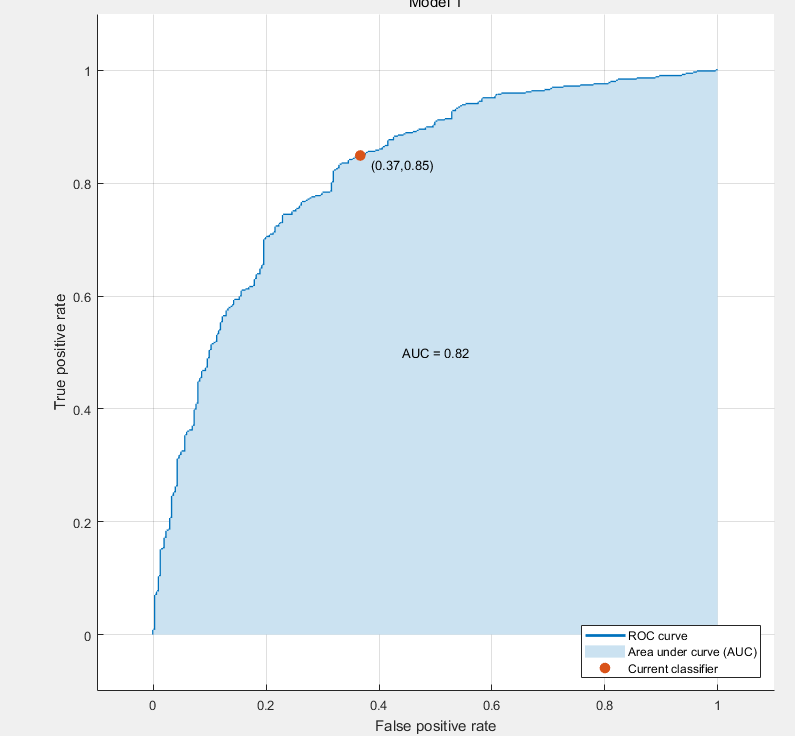 Model 1
1
0.8
0.6
0.4
0.2
0
True positive rate
(0.37,0.85)
AUC = 0.82
ROC curve
Area under curve (AUC)
Current classifier
0
0.2
0.4
0.6
0.8
1
False positive rate